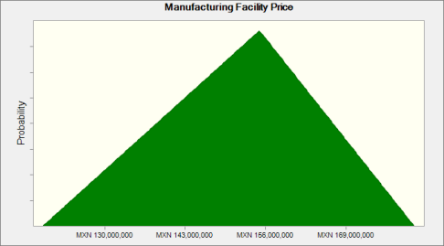 Manufacturing Facility Price
Probability
MXN 130,000,000 MXN 143,000,000 MXN 156,000,000 MXN 169,000,000